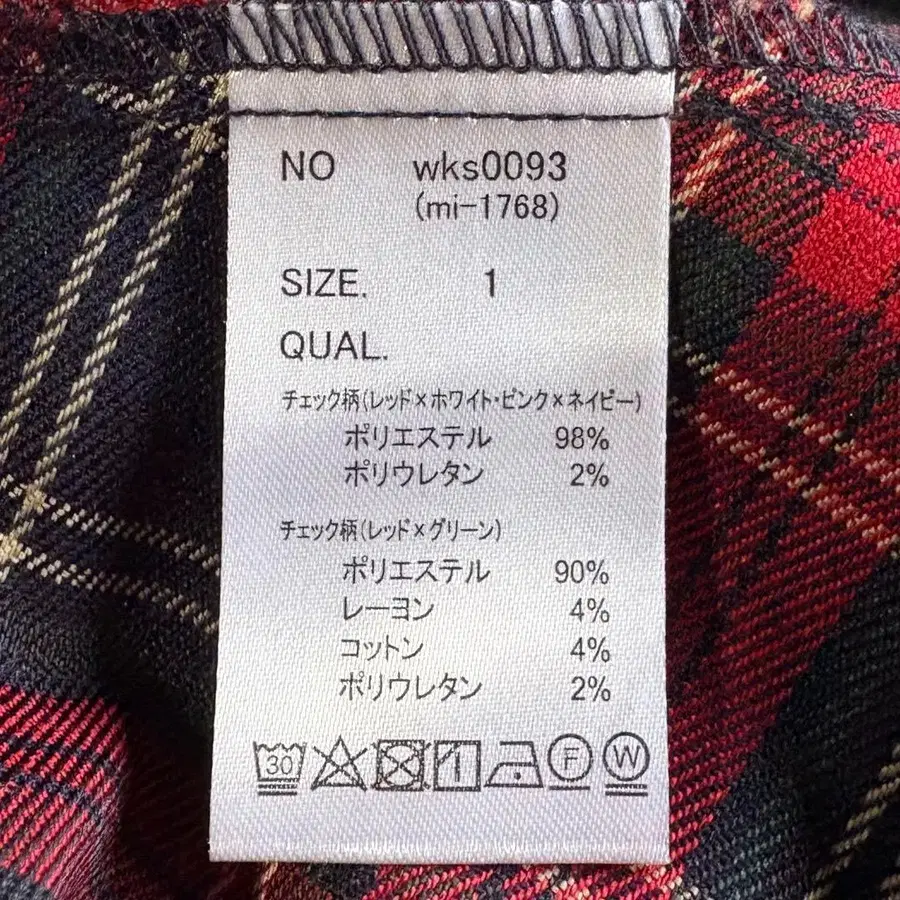 NO wks0093
(mi-1768)
SIZE. 1
QUAL.
チェック柄(レッド×ホワイト・ピンク×ネイビー)
ポリエステル 98%
ポリウレタン 2%
チェック柄(レッド×グリーン)
ポリエステル 90%
レーヨン 4%
コットン 4%
ポリウレタン 2%
30 F W